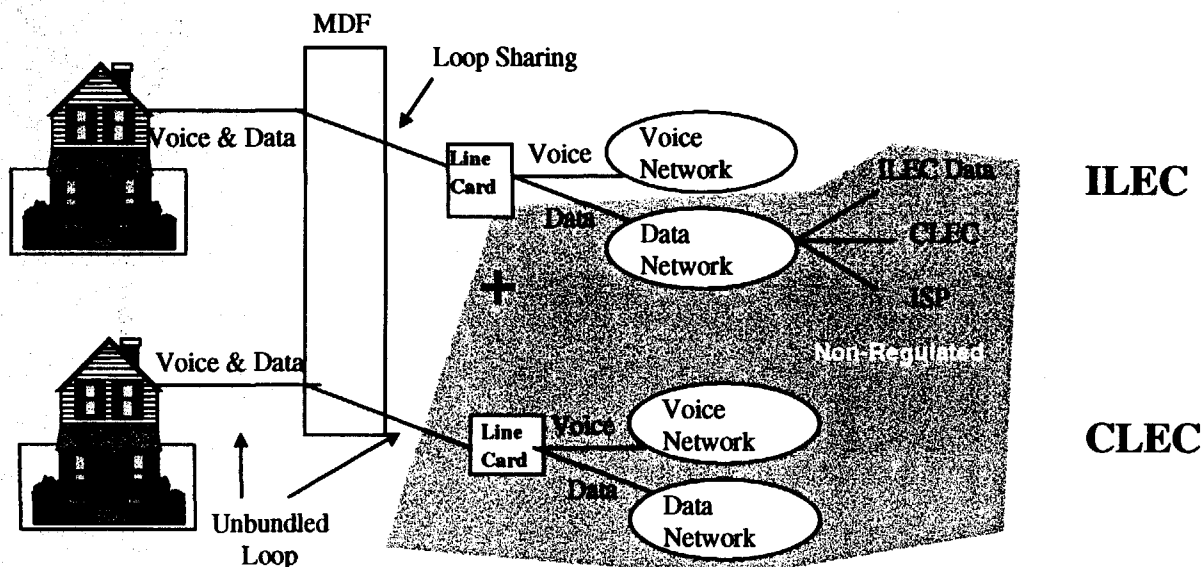 MDF
Loop Sharing
Voice & Data
Line
Card
Voice
Data
Voice
Network
Data
Network
ILEC Data
CLEC
ISP
ILEC
Non-Regulated
+
Voice & Data
Line
Card
Voice
Data
Voice
Network
Data
Network
CLEC
Unbundled
Loop